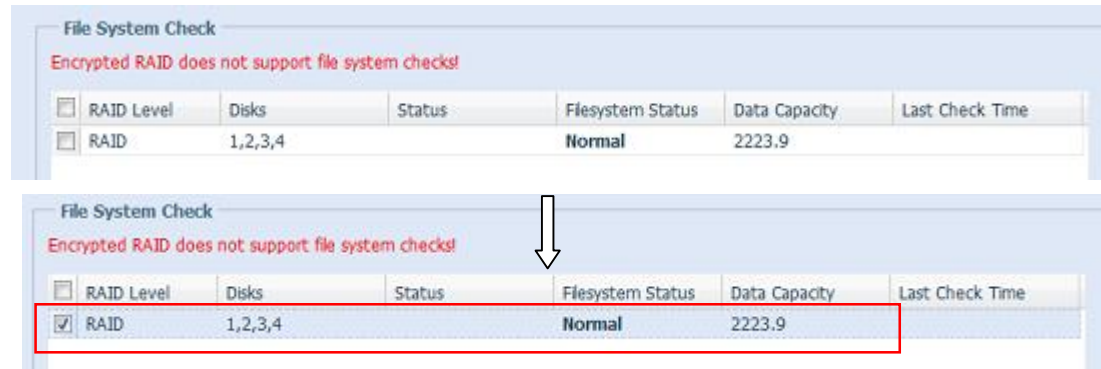 File System Check
Encrypted RAID does not support file system checks!
RAID Level Disks Status Filesystem Status Data Capacity Last Check Time
RAID 1,2,3,4 Normal 2223.9
File System Check
Encrypted RAID does not support file system checks!
RAID Level Disks Status Filesystem Status Data Capacity Last Check Time
RAID 1,2,3,4 Normal 2223.9